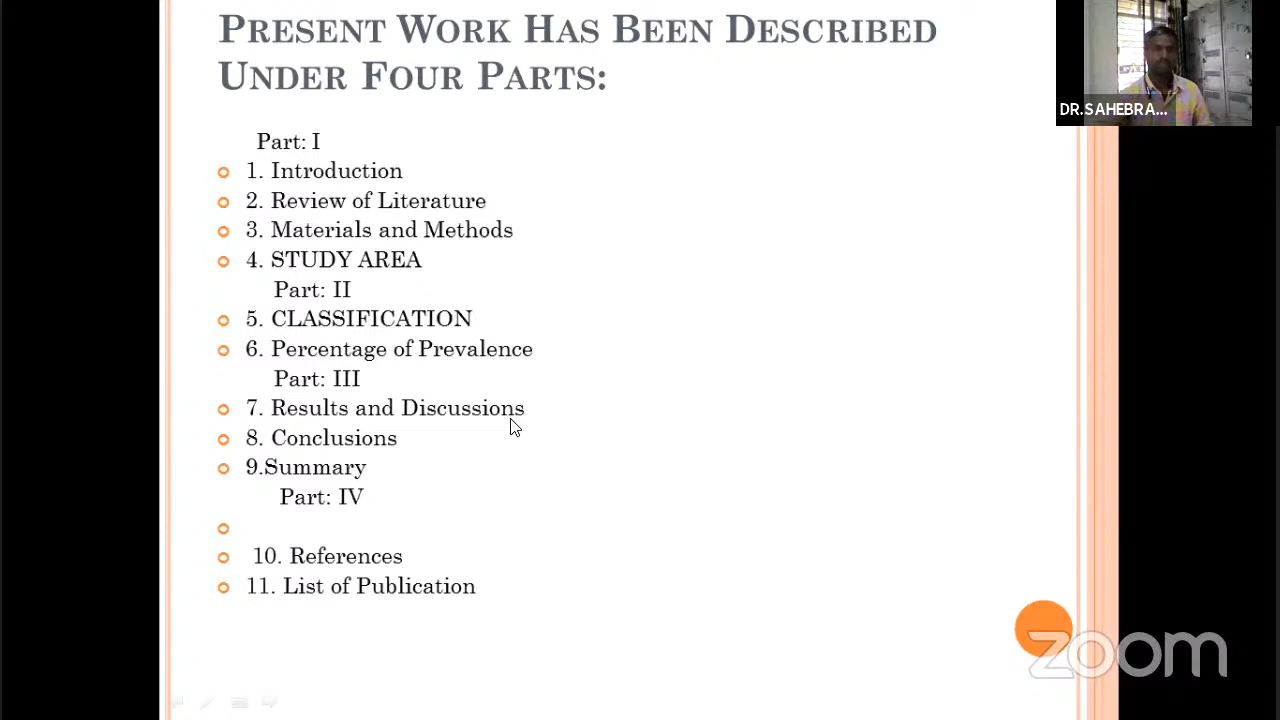 PRESENT WORK HAS BEEN DESCRIBED
UNDER FOUR PARTS:
Part: I
1. Introduction
2. Review of Literature
3. Materials and Methods
4. STUDY AREA
Part: II
5. CLASSIFICATION
6. Percentage of Prevalence
Part: III
7. Results and Discussions
8. Conclusions
9.Summary
Part: IV
10. References
11. List of Publication
DR.SAHEBRA...
zoom